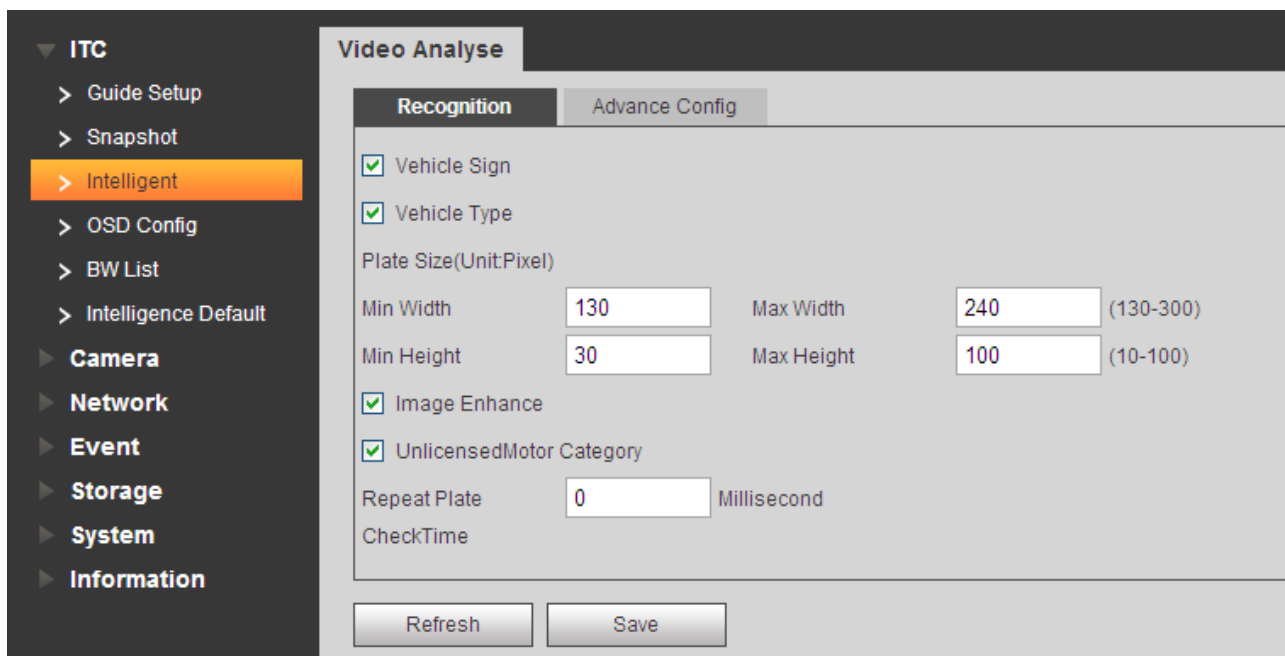 ITC
Guide Setup
Snapshot
Intelligent
OSD Config
BW List
Intelligence Default
Camera
Network
Event
Storage
System
Information
Video Analyse
Recognition Advance Config
Vehicle Sign
Vehicle Type
Plate Size(Unit:Pixel)
Min Width 130 Max Width 240 (130-300)
Min Height 30 Max Height 100 (10-100)
Image Enhance
UnlicensedMotor Category
Repeat Plate 0 Millisecond
CheckTime
Refresh Save